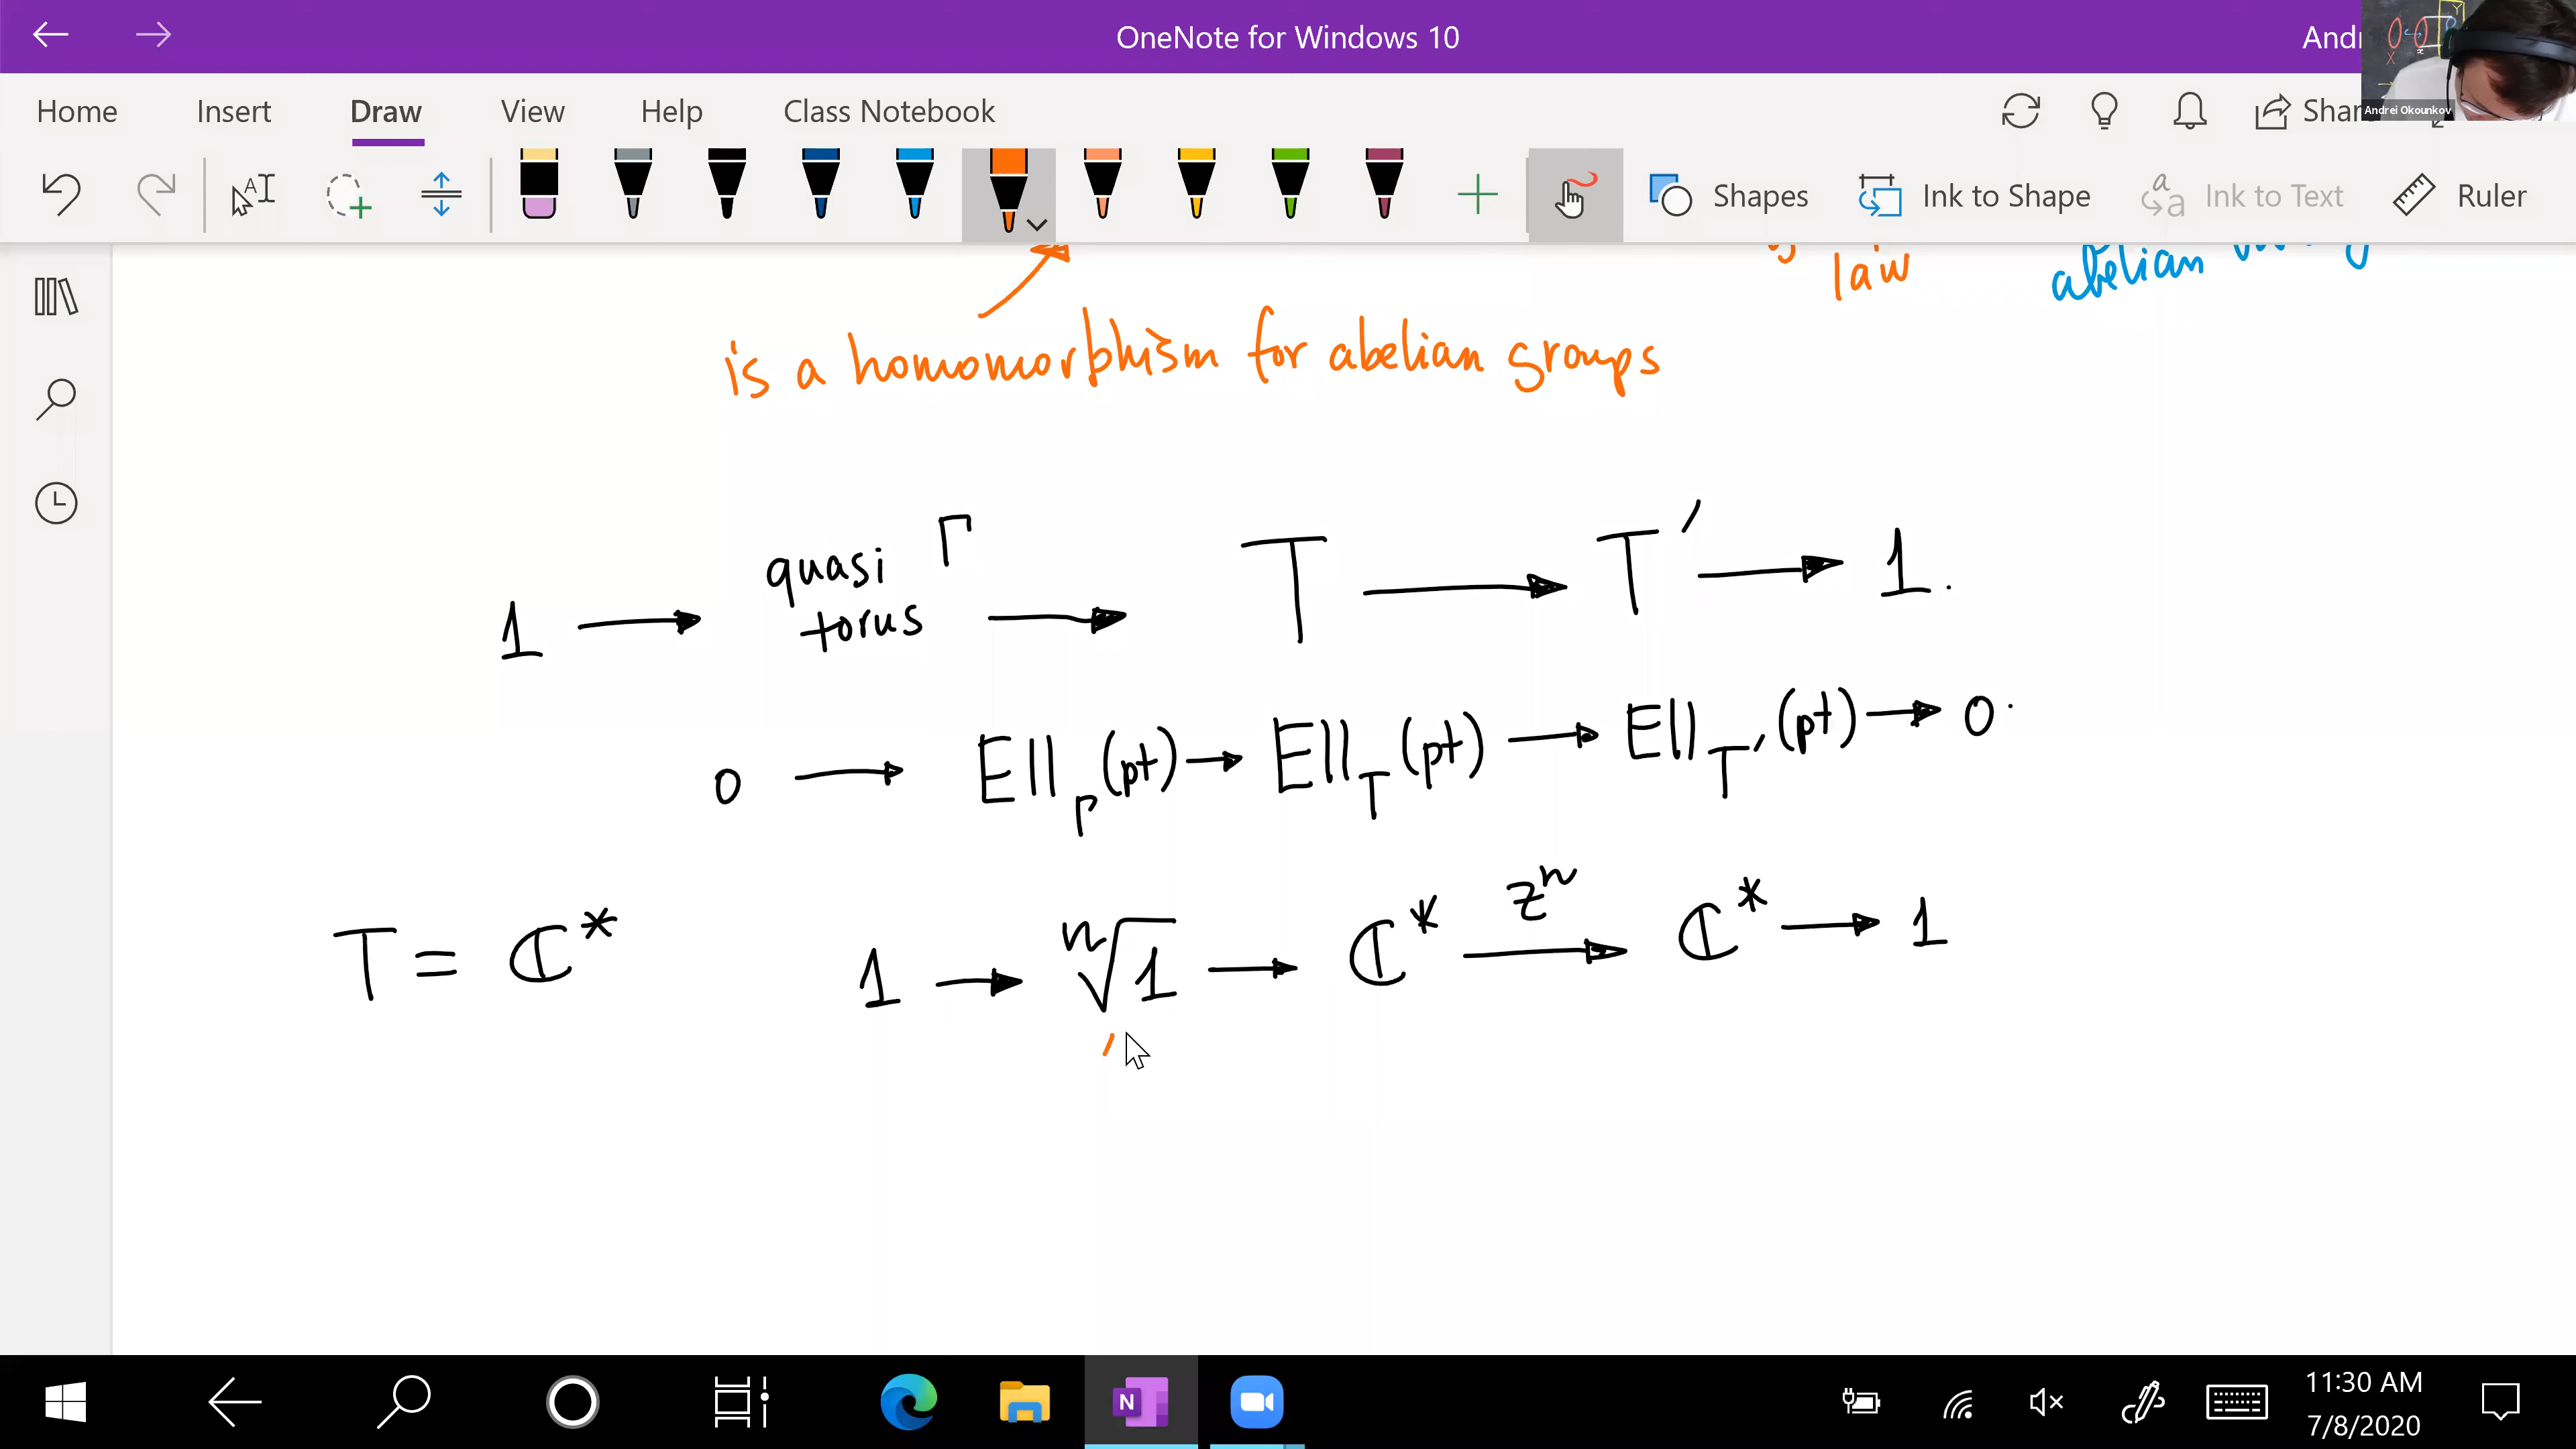 OneNote for Windows 10
Andrei Okounkov
Home Insert Draw View Help Class Notebook
Shapes Ink to Shape Ink to Text Ruler
law
abelian
is a homomorphism for abelian groups
1 → quasi torus Γ → T → T′ → 1.
0 → Ell_Γ(pt) → Ell_T(pt) → Ell_T′(pt) → 0.
T = ℂ* 1 → ⁿ√1 → ℂ* zⁿ→ ℂ* → 1
11:30 AM
7/8/2020